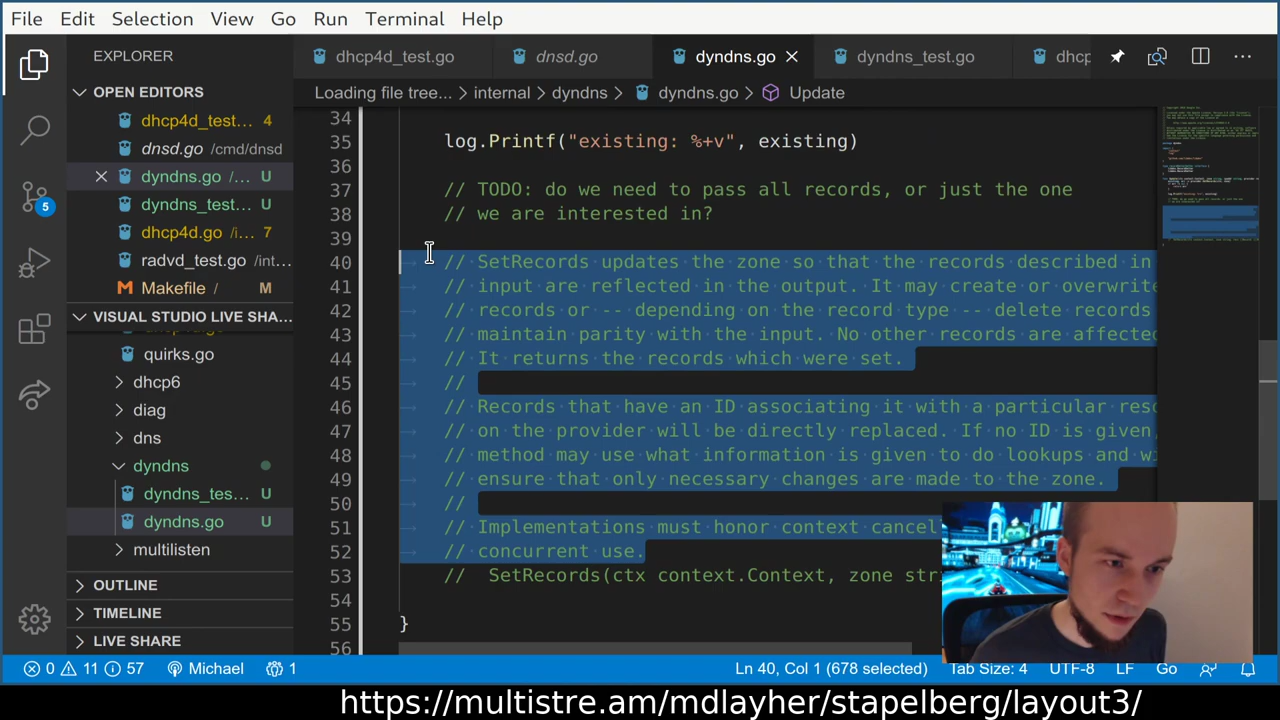 File Edit Selection View Go Run Terminal Help
EXPLORER
dhcp4d_test.go
dnsd.go
dyndns.go
dyndns_test.go
dhcp
OPEN EDITORS
Loading file tree... > internal > dyndns > dyndns.go > Update
dhcp4d_test... 4
dnsd.go /cmd/dnsd
dyndns.go /... U
dyndns_test... U
dhcp4d.go /i... 7
radvd_test.go /int...
Makefile / M
5
VISUAL STUDIO LIVE SHA...
quirks.go
dhcp6
diag
dns
dyndns
dyndns_tes... U
dyndns.go U
multilisten
OUTLINE
TIMELINE
LIVE SHARE
34
35 log.Printf("existing: %+v", existing)
36
37 // TODO: do we need to pass all records, or just the one
38 // we are interested in?
39
40 // SetRecords updates the zone so that the records described in
41 // input are reflected in the output. It may create or overwrite
42 // records or -- depending on the record type -- delete records
43 // maintain parity with the input. No other records are affected
44 // It returns the records which were set.
45 //
46 // Records that have an ID associating it with a particular reso
47 // on the provider will be directly replaced. If no ID is given,
48 // method may use what information is given to do lookups and wi
49 // ensure that only necessary changes are made to the zone.
50 //
51 // Implementations must honor context cancel
52 // concurrent use.
53 // SetRecords(ctx context.Context, zone str
54
55 }
56
0 11 57 Michael 1 Ln 40, Col 1 (678 selected) Tab Size: 4 UTF-8 LF Go
https://multistre.am/mdlayher/stapelberg/layout3/